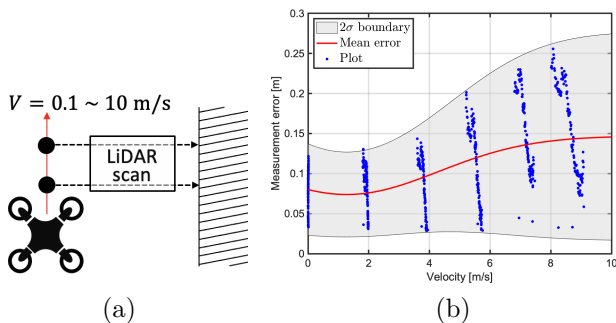 V = 0.1 ~ 10 m/s
LiDAR
scan
(a)
Measurement error [m]
0.3
0.25
0.2
0.15
0.1
0.05
0
0
2
4
6
8
10
Velocity [m/s]
2σ boundary
Mean error
Plot
(b)